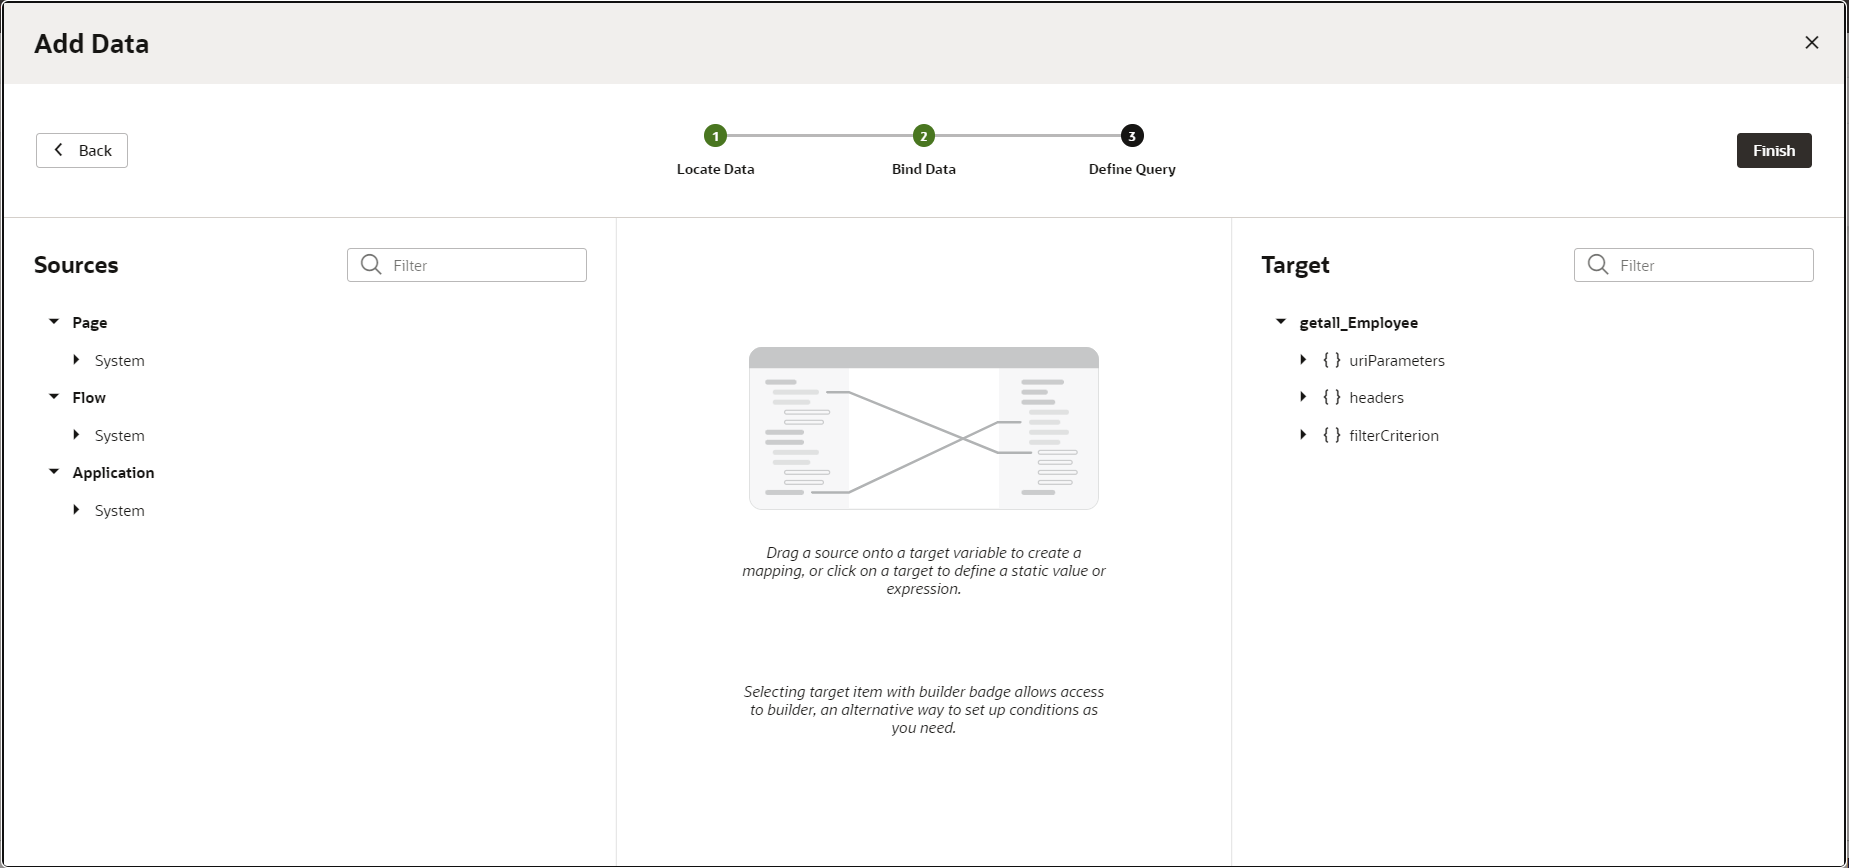 Add Data
Back
1
2
3
Locate Data
Bind Data
Define Query
Finish
Sources
Filter
Page
System
Flow
System
Application
System
Drag a source onto a target variable to create a
mapping, or click on a target to define a static value or
expression.
Selecting target item with builder badge allows access
to builder, an alternative way to set up conditions as
you need.
Target
Filter
getall_Employee
{ } uriParameters
{ } headers
{ } filterCriterion